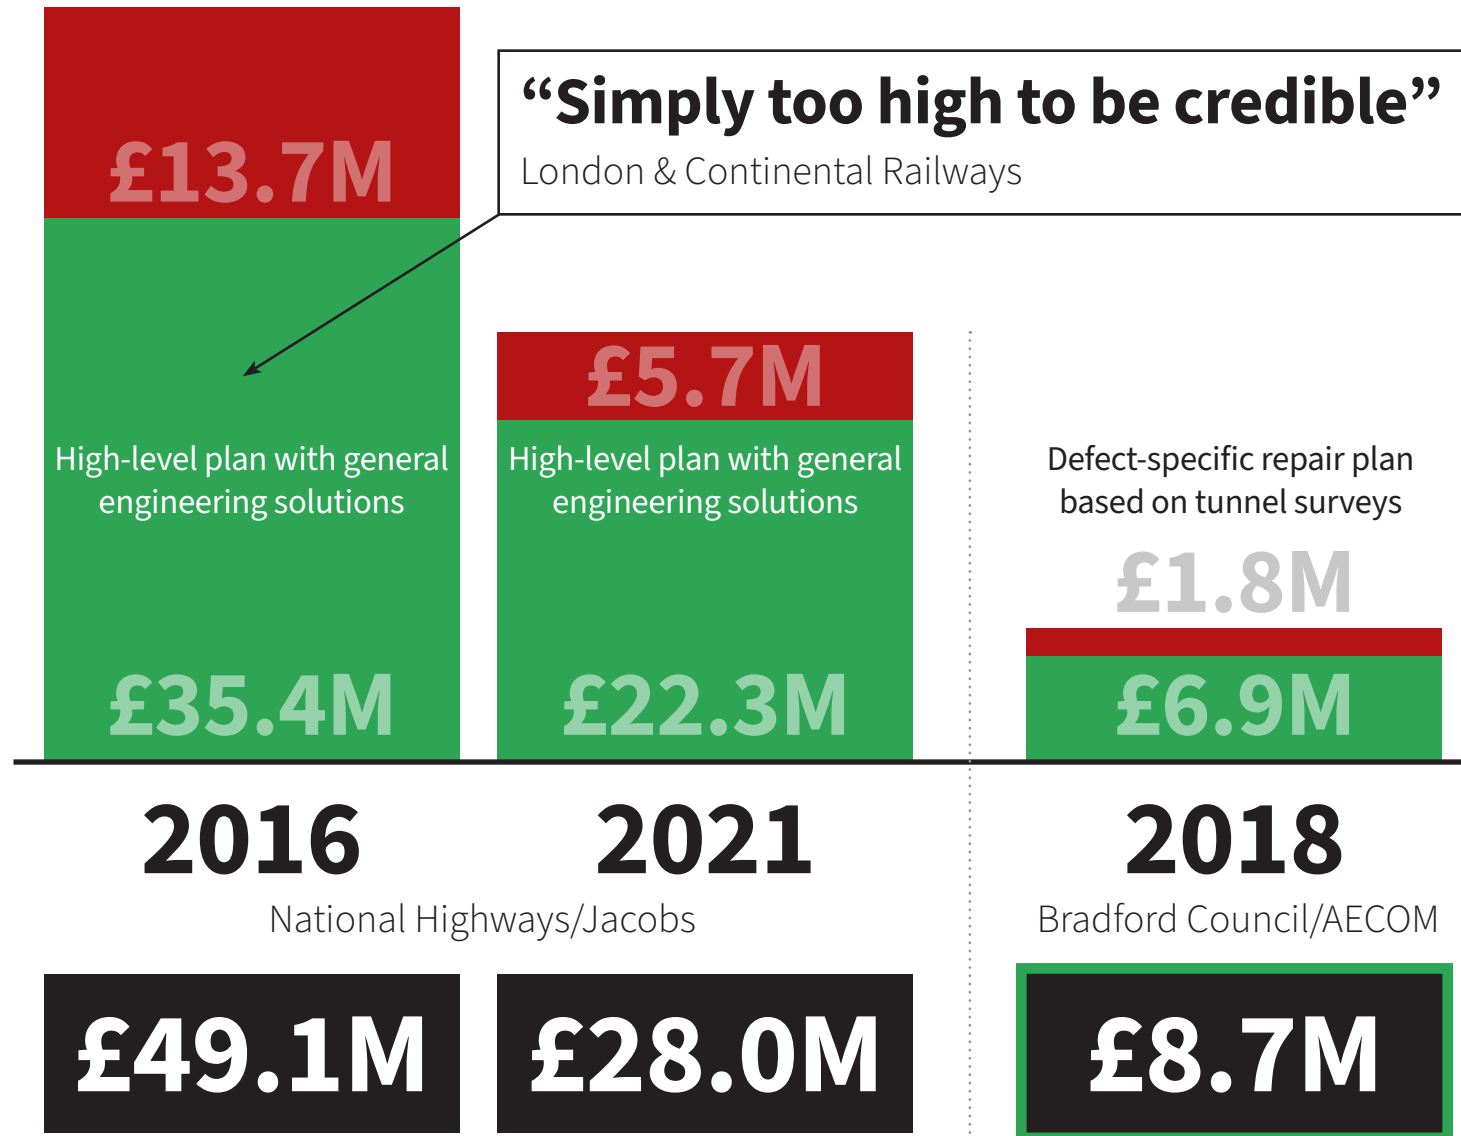 “Simply too high to be credible”
London & Continental Railways
£13.7M
High-level plan with general
engineering solutions
£35.4M
£5.7M
High-level plan with general
engineering solutions
£22.3M
Defect-specific repair plan
based on tunnel surveys
£1.8M
£6.9M
2016
2021
2018
National Highways/Jacobs
Bradford Council/AECOM
£49.1M
£28.0M
£8.7M